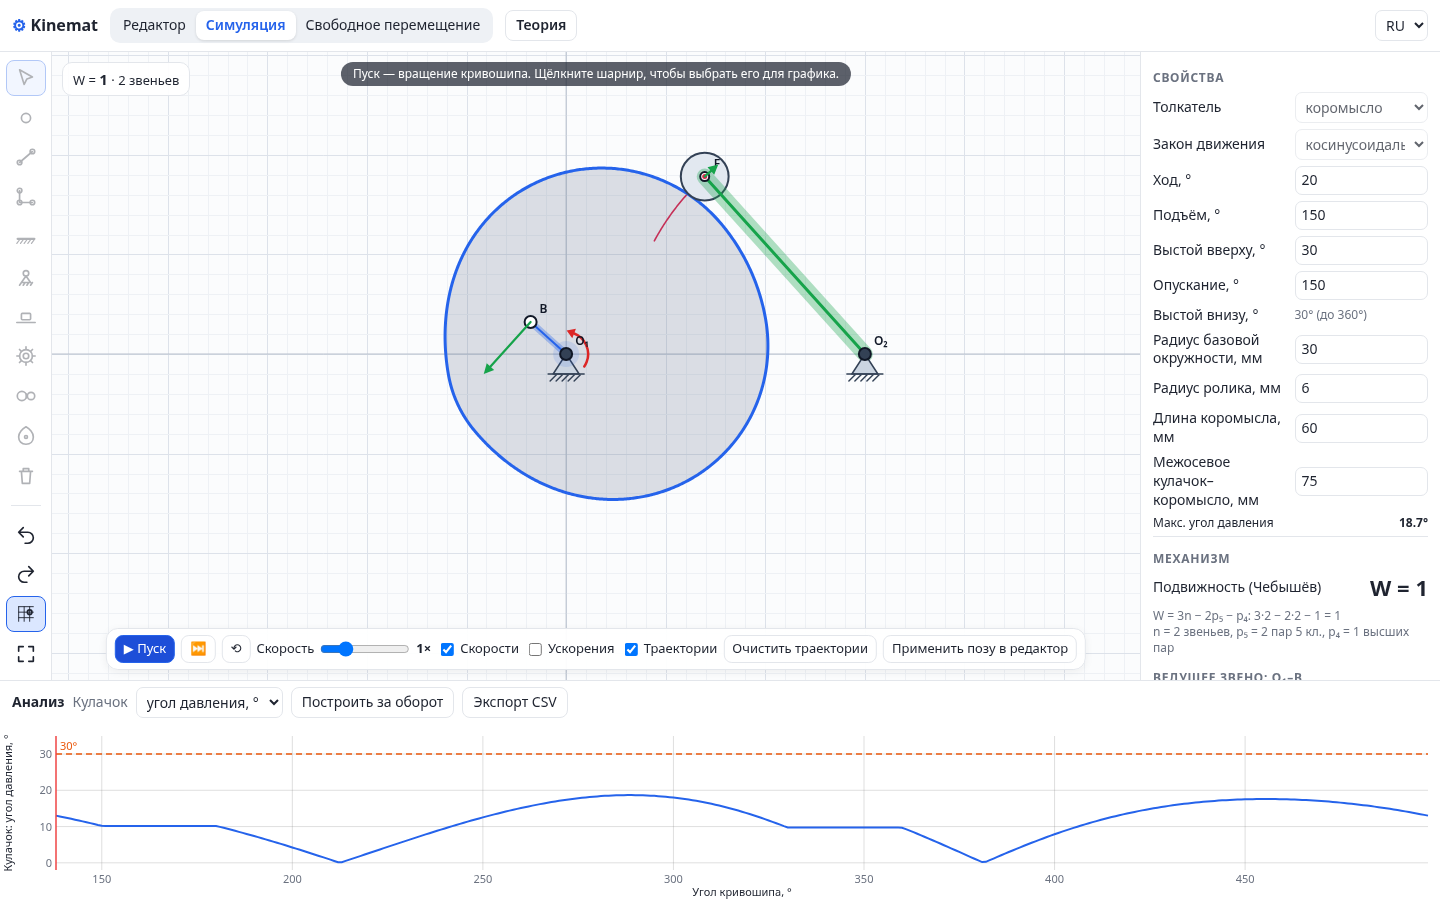 ⚙ Kinemat
Редактор
Симуляция
Свободное перемещение
Теория
RU
W = 1 · 2 звеньев
Пуск — вращение кривошипа. Щёлкните шарнир, чтобы выбрать его для графика.
F
B
O₁
O₂
СВОЙСТВА
Толкатель
коромысло
Закон движения
косинусоидаль
Ход, °
20
Подъём, °
150
Выстой вверху, °
30
Опускание, °
150
Выстой внизу, °
30° (до 360°)
Радиус базовой
окружности, мм
30
Радиус ролика, мм
6
Длина коромысла,
мм
60
Межосевое
кулачок–
коромысло, мм
75
Макс. угол давления
18.7°
МЕХАНИЗМ
Подвижность (Чебышёв)
W = 1
W = 3n − 2p₅ − p₄: 3·2 − 2·2 − 1 = 1
n = 2 звеньев, p₅ = 2 пар 5 кл., p₄ = 1 высших
пар
ВЕДУЩЕЕ ЗВЕНО: O₁–B
▶ Пуск
Скорость
1×
Скорости
Ускорения
Траектории
Очистить траектории
Применить позу в редактор
Анализ
Кулачок
угол давления, °
Построить за оборот
Экспорт CSV
Кулачок: угол давления, °
30°
30
20
10
0
150
200
250
300
350
400
450
Угол кривошипа, °